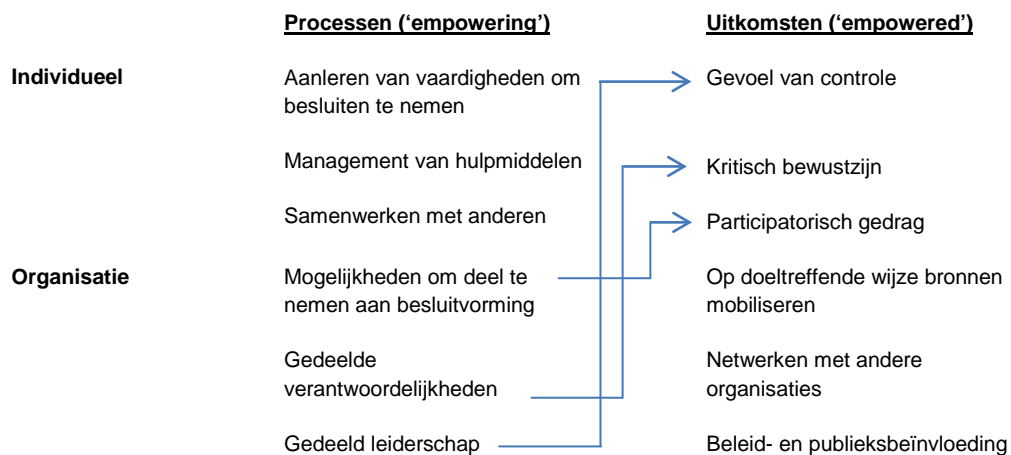 Processen (‘empowering’) Uitkomsten (‘empowered’)
Individueel Aanleren van vaardigheden om Gevoel van controle
besluiten te nemen
Management van hulpmiddelen Kritisch bewustzijn
Samenwerken met anderen Participatorisch gedrag
Organisatie Mogelijkheden om deel te Op doeltreffende wijze bronnen
nemen aan besluitvorming mobiliseren
Gedeelde Netwerken met andere
verantwoordelijkheden organisaties
Gedeeld leiderschap Beleid- en publieksbeïnvloeding